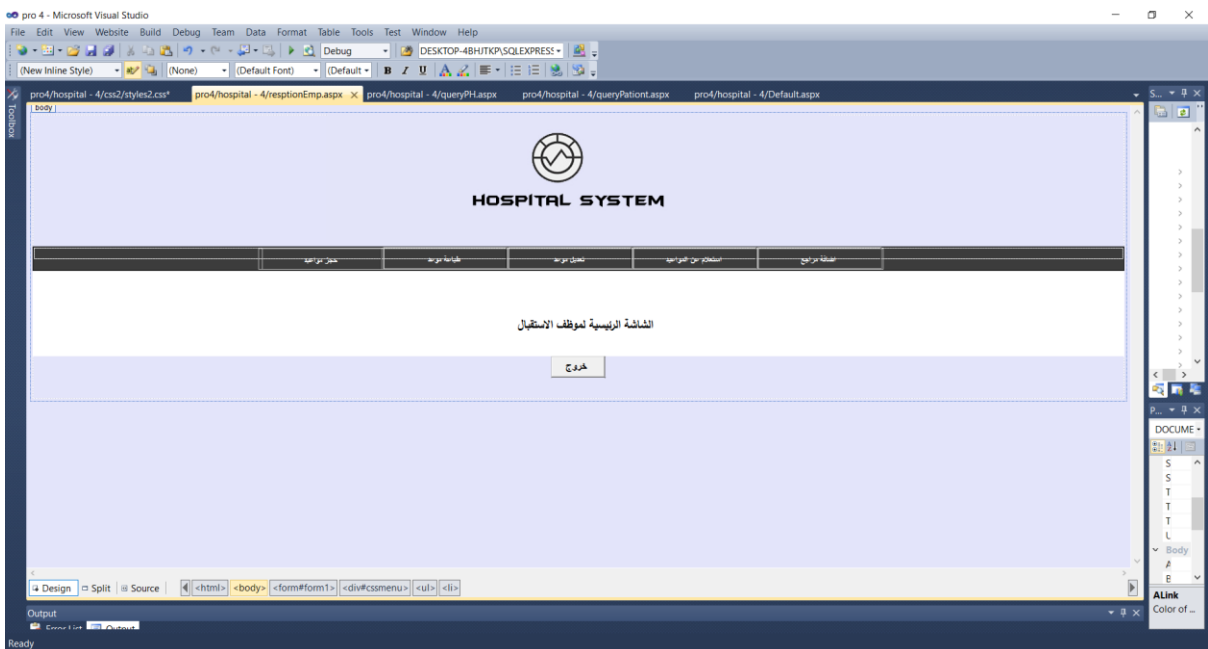 pro 4 - Microsoft Visual Studio
File Edit View Website Build Debug Team Data Format Table Tools Test Window Help
Debug DESKTOP-4BHJTKP\SQLEXPRESS
(New Inline Style) (None) (Default Font) (Default B I U A
pro4/hospital - 4/css2/styles2.css* pro4/hospital - 4/resptionEmp.aspx pro4/hospital - 4/queryPH.aspx pro4/hospital - 4/queryPationt.aspx pro4/hospital - 4/Default.aspx S...
Toolbox
body
HOSPITAL SYSTEM
حجز مواعيد طباعة موعد تعديل موعد استعلام عن المواعيد اضافة مراجع
الشاشة الرئيسية لموظف الاستقبال
خروج
P...
DOCUME
S
S
T
T
T
U
Body
A
B
ALink
Color of ...
Design Split Source <html> <body> <form#form1> <div#cssmenu> <ul> <li>
Output
Error List Output
Ready